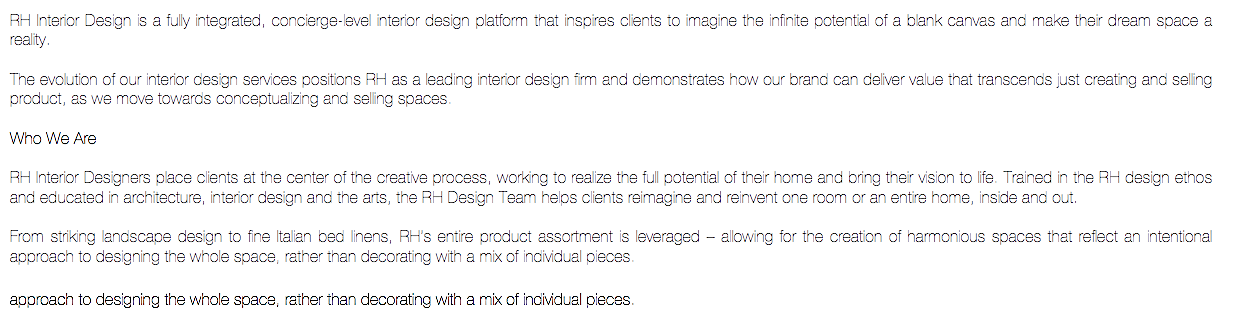 RH Interior Design is a fully integrated, concierge-level interior design platform that inspires clients to imagine the infinite potential of a blank canvas and make their dream space a
reality.
The evolution of our interior design services positions RH as a leading interior design firm and demonstrates how our brand can deliver value that transcends just creating and selling
product, as we move towards conceptualizing and selling spaces.
Who We Are
RH Interior Designers place clients at the center of the creative process, working to realize the full potential of their home and bring their vision to life. Trained in the RH design ethos
and educated in architecture, interior design and the arts, the RH Design Team helps clients reimagine and reinvent one room or an entire home, inside and out.
From striking landscape design to fine Italian bed linens, RH's entire product assortment is leveraged – allowing for the creation of harmonious spaces that reflect an intentional
approach to designing the whole space, rather than decorating with a mix of individual pieces.
approach to designing the whole space, rather than decorating with a mix of individual pieces.